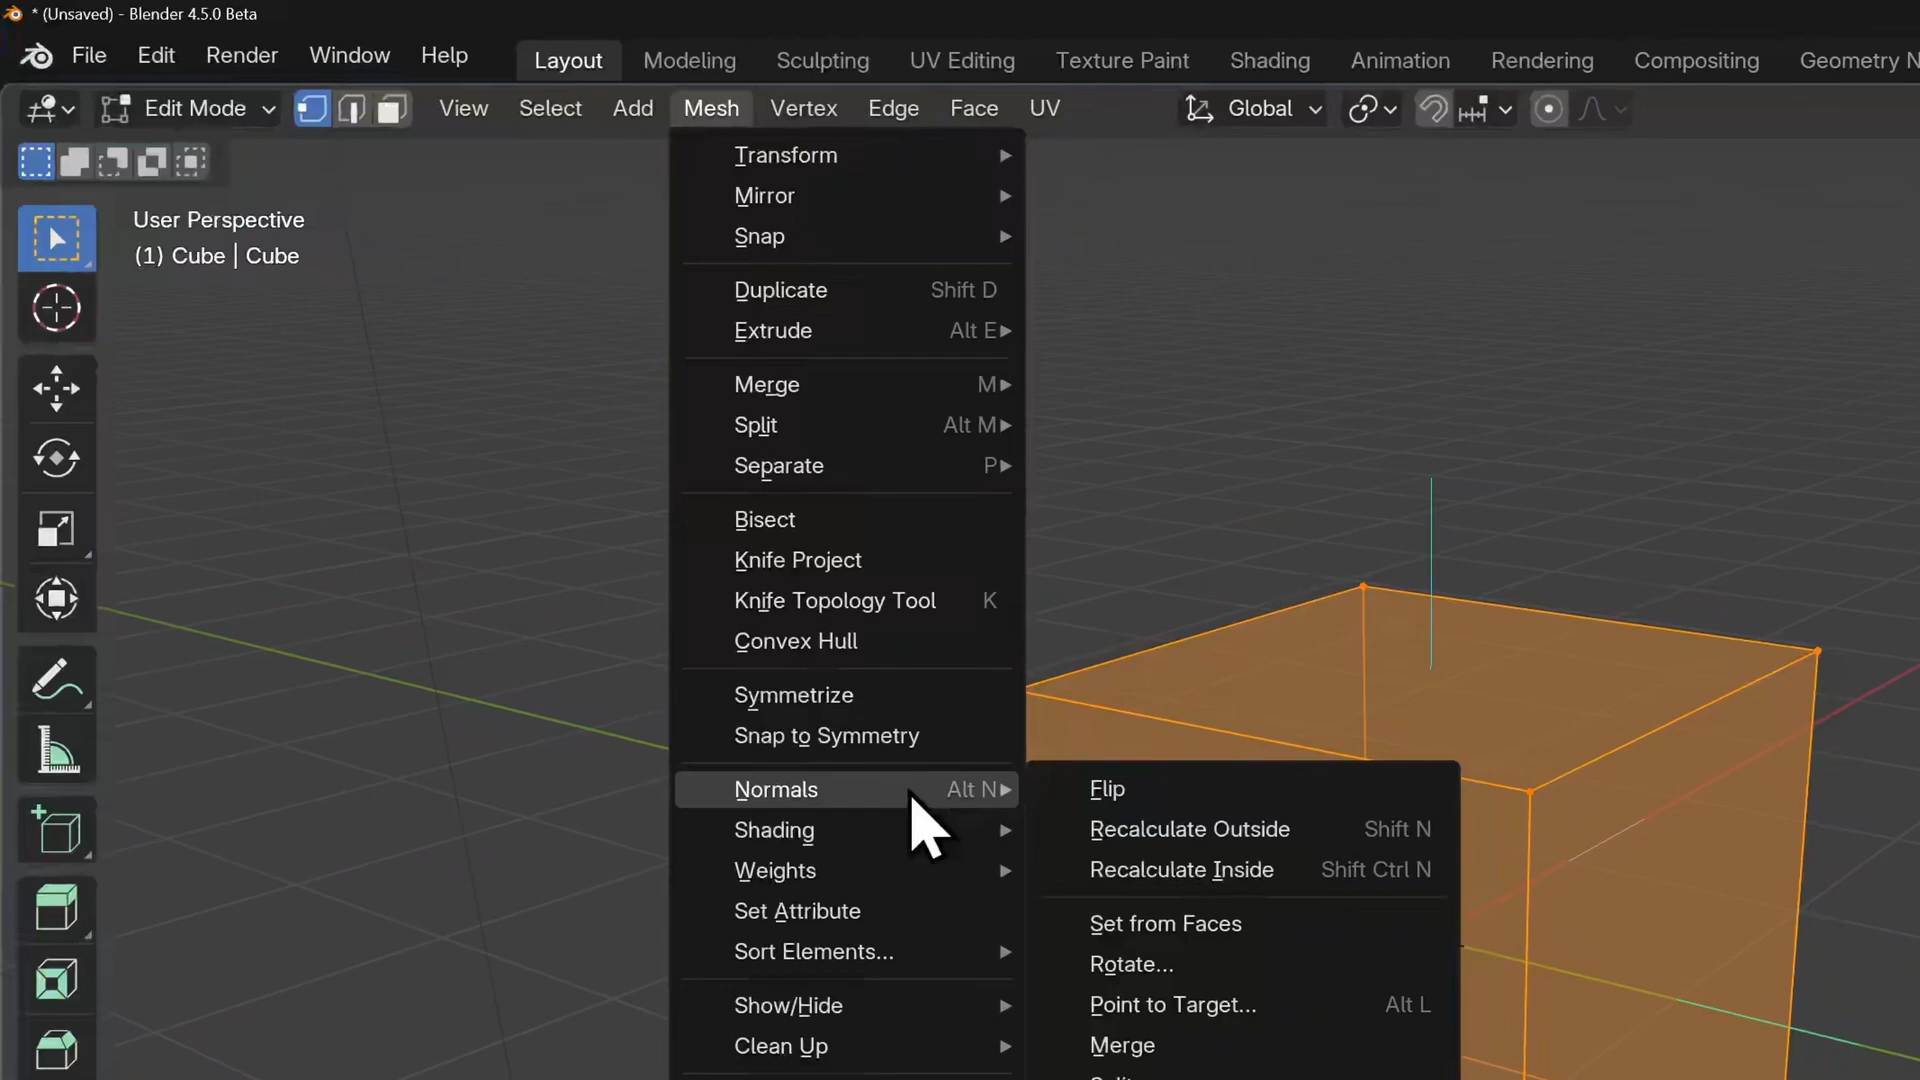 * (Unsaved) - Blender 4.5.0 Beta
File Edit Render Window Help Layout Modeling Sculpting UV Editing Texture Paint Shading Animation Rendering Compositing Geometry N
Edit Mode View Select Add Mesh Vertex Edge Face UV Global
User Perspective
(1) Cube | Cube
Transform
Mirror
Snap
Duplicate Shift D
Extrude Alt E
Merge M
Split Alt M
Separate P
Bisect
Knife Project
Knife Topology Tool K
Convex Hull
Symmetrize
Snap to Symmetry
Normals Alt N
Shading
Weights
Set Attribute
Sort Elements...
Show/Hide
Clean Up
Flip
Recalculate Outside Shift N
Recalculate Inside Shift Ctrl N
Set from Faces
Rotate...
Point to Target... Alt L
Merge